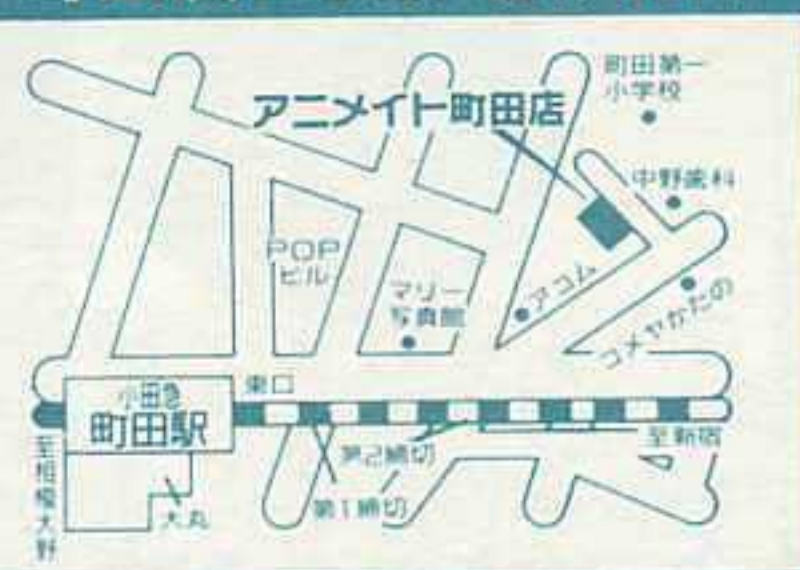 町田第一
小学校
アニメイト町田店
中野歯科
POP
ビル
マリー
写真館
アコム
コメヤかたの
東口
小田急
町田駅
至新宿
第2締切
第1締切
大丸
至相模大野